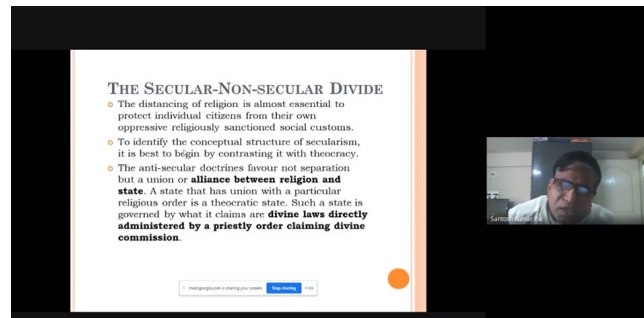 THE SECULAR-NON-SECULAR DIVIDE
The distancing of religion is almost essential to
protect individual citizens from their own
oppressive religiously sanctioned social customs.
To identify the conceptual structure of secularism,
it is best to begin by contrasting it with theocracy.
The anti-secular doctrines favour not separation
but a union or alliance between religion and
state. A state that has union with a particular
religious order is a theocratic state. Such a state is
governed by what it claims are divine laws directly
administered by a priestly order claiming divine
commission.
meet.google.com is sharing your screen. Stop sharing Hide
Santosh Kumar